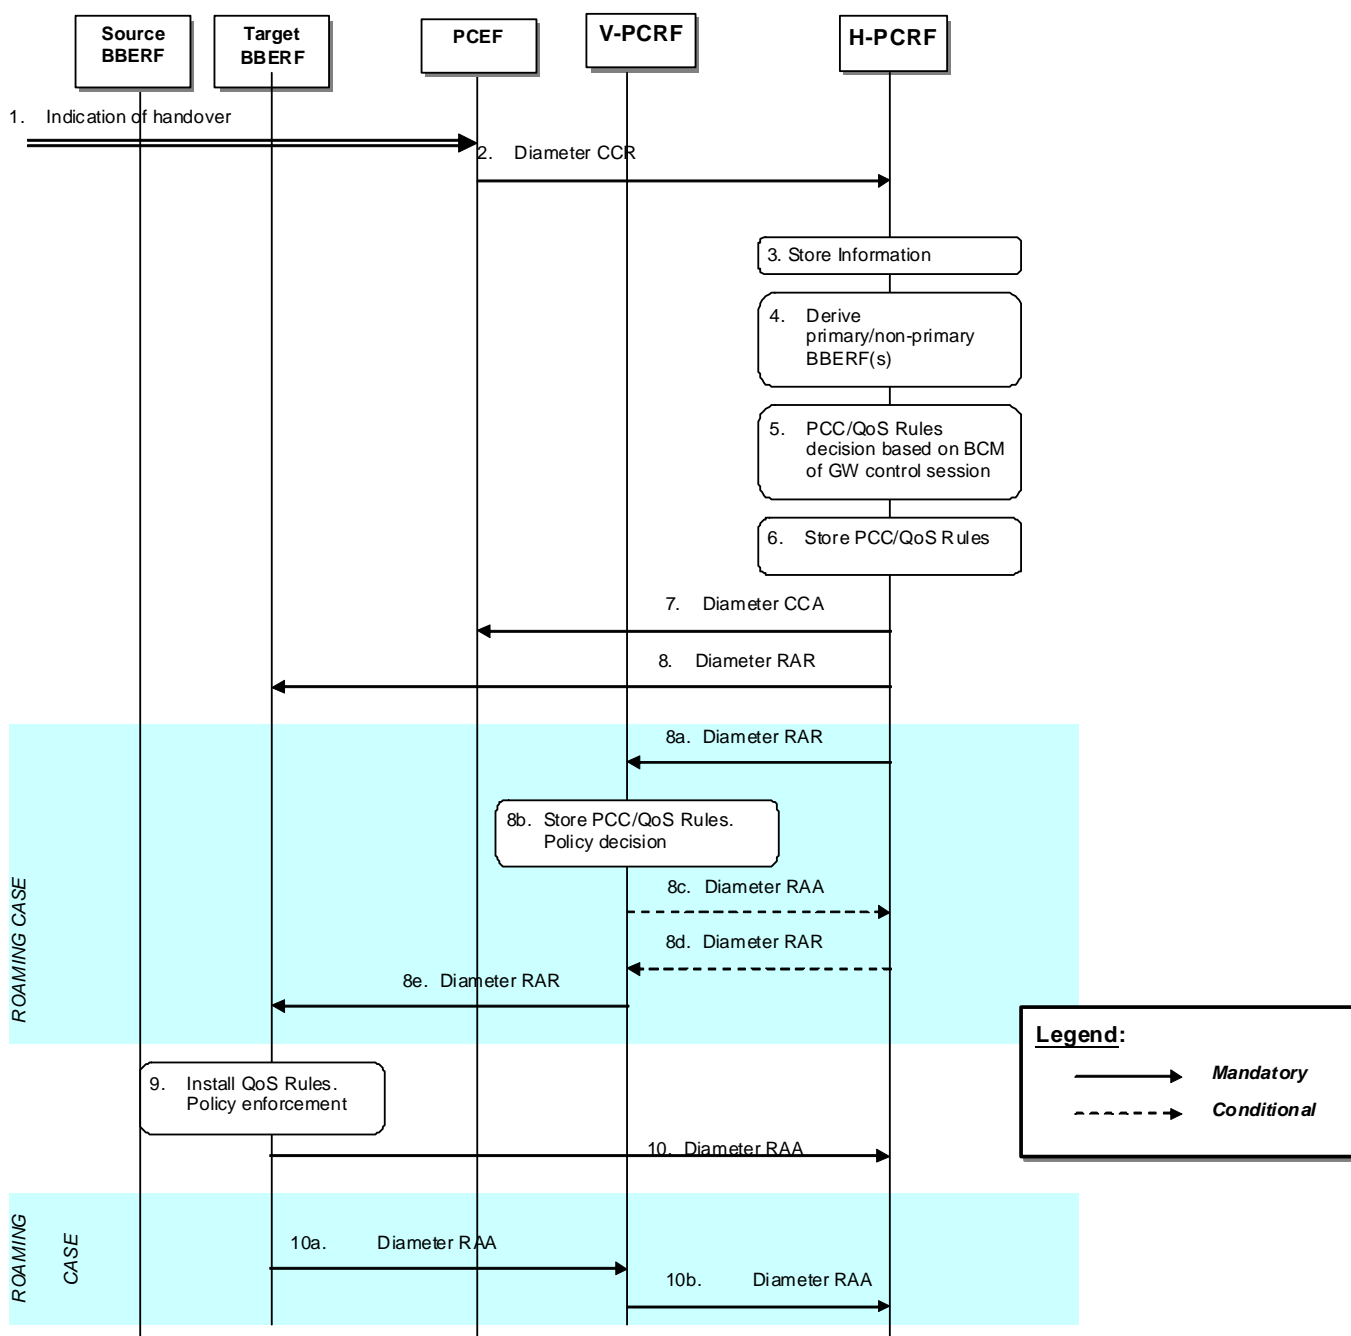 Source
BBERF
Target
BBERF
PCEF
V-PCRF
H-PCRF
1. Indication of handover
2. Diameter CCR
3. Store Information
4. Derive
primary/non-primary
BBERF(s)
5. PCC/QoS Rules
decision based on BCM
of GW control session
6. Store PCC/QoS Rules
7. Diameter CCA
8. Diameter RAR
8a. Diameter RAR
8b. Store PCC/QoS Rules.
Policy decision
8c. Diameter RAA
8d. Diameter RAR
8e. Diameter RAR
ROAMING CASE
Legend:
Mandatory
Conditional
9. Install QoS Rules.
Policy enforcement
10. Diameter RAA
ROAMING
CASE
10a. Diameter RAA
10b. Diameter RAA